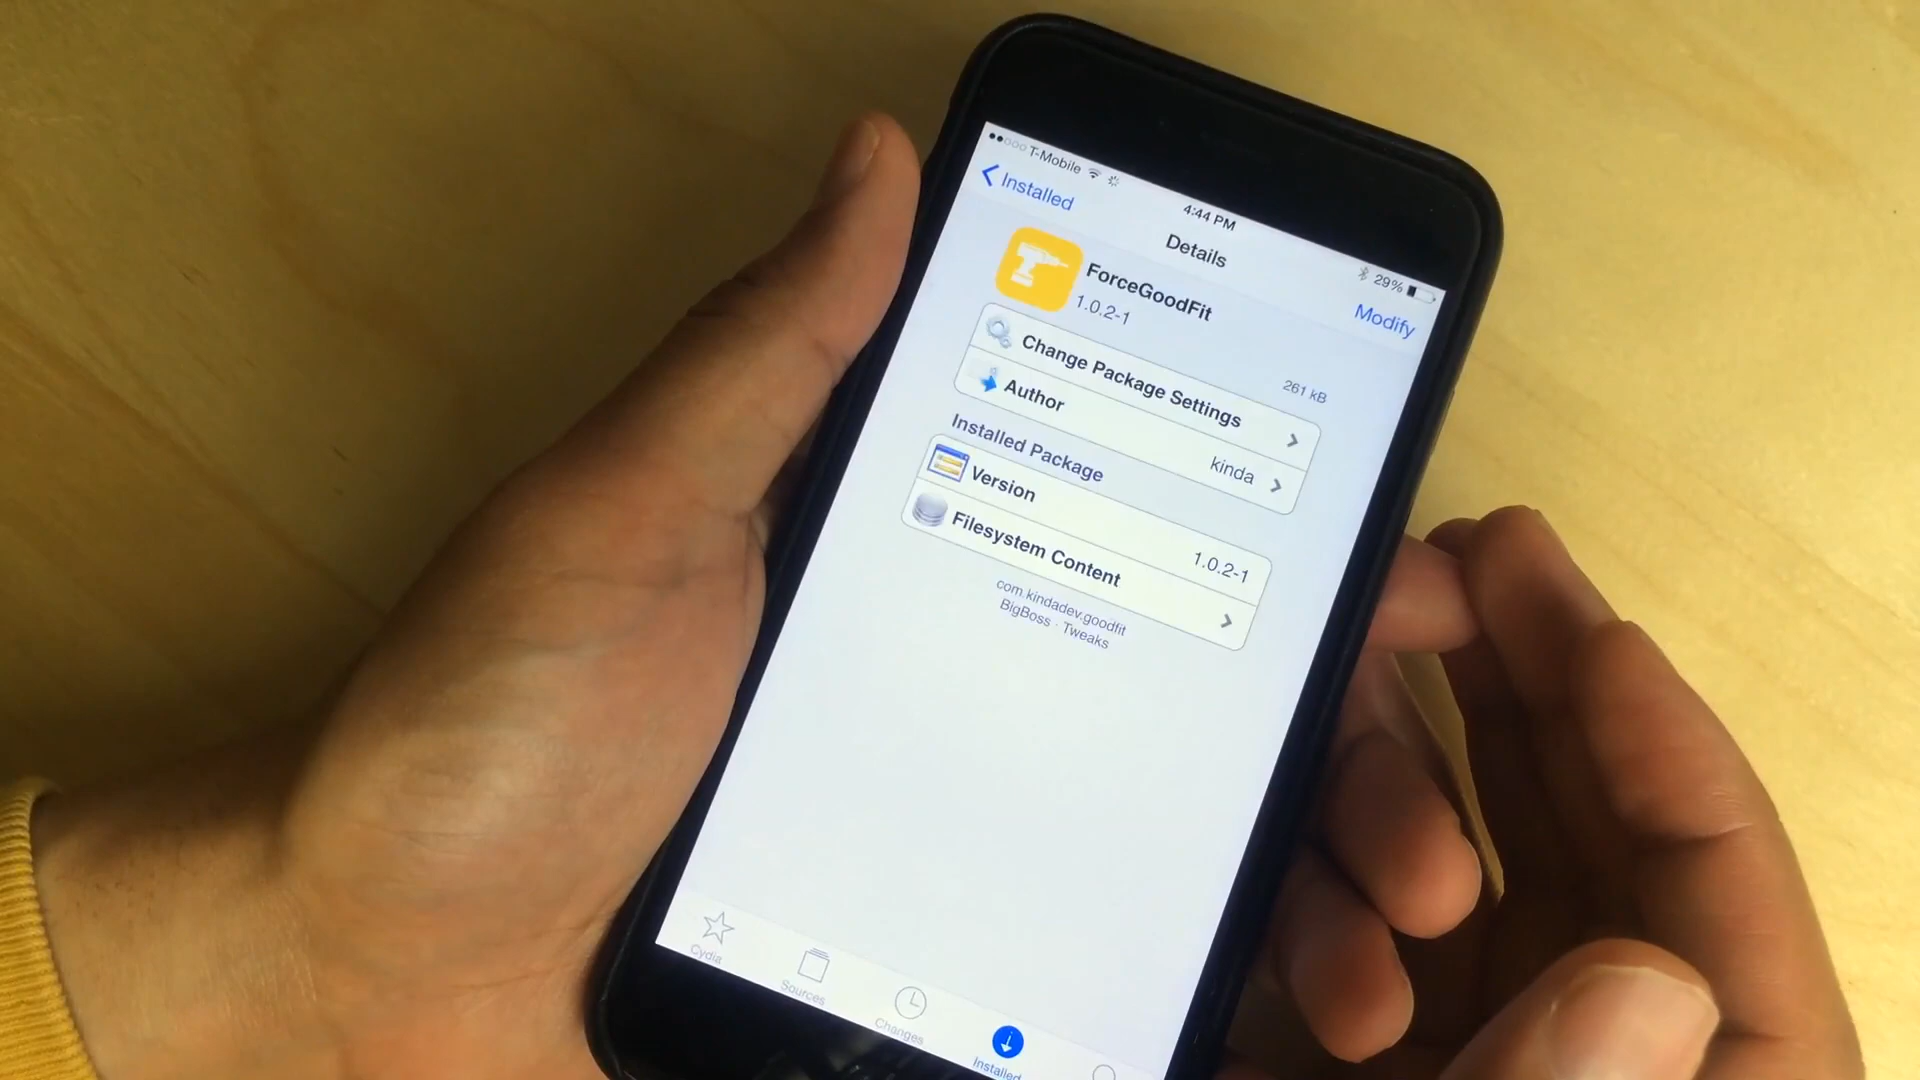 T-Mobile
4:44 PM
29%
Installed
Details
Modify
ForceGoodFit
1.0.2-1
261 kB
Change Package Settings
Author
kinda
Installed Package
Version
1.0.2-1
Filesystem Content
com.kindadev.goodfit
BigBoss · Tweaks
Cydia
Sources
Changes
Installed